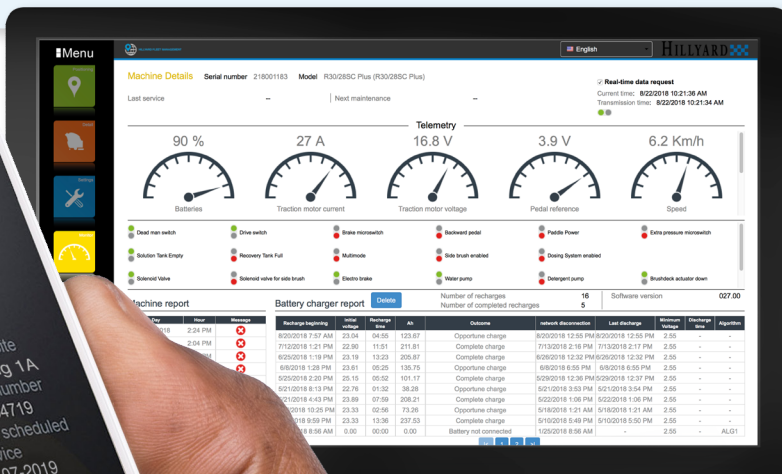 Menu
HILLYARD FLEET MANAGEMENT
English
HILLYARD
Positioning
Settings
Machine Details Serial number 218001183 Model R30/28SC Plus (R30/28SC Plus)
Real-time data request
Current time: 8/22/2018 10:21:36 AM
Last service -- Next maintenance --
Transmission time: 8/22/2018 10:21:34 AM
Telemetry
90 % 27 A 16.8 V 3.9 V 6.2 Km/h
Batteries Traction motor current Traction motor voltage Pedal reference Speed
Dead man switch Drive switch Brake microswitch Backward pedal Paddle Power Extra pressure microswitch
Solution Tank Empty Recovery Tank Full Multimode Side brush enabled Dosing System enabled
Solenoid Valve Solenoid valve for side brush Electro brake Water pump Detergent pump Brushdeck actuator down
Machine report
Battery charger report Delete Number of recharges 16 Software version 027.00
Number of completed recharges 5
Day Hour Message
2018 2:24 PM
2:04 PM
PM
Recharge beginning Initial voltage Recharge time Ah Outcome network disconnection Last discharge Minimum Voltage Discharge time Algorithm
8/20/2018 7:57 AM 23.04 04:55 123.67 Opportune charge 8/20/2018 12:55 PM 8/20/2018 12:55 PM 2.55 - -
7/12/2018 1:21 PM 22.90 11:51 211.81 Complete charge 7/13/2018 2:16 PM 7/13/2018 2:17 PM 2.55 - -
6/25/2018 1:19 PM 23.19 13:23 205.87 Complete charge 6/26/2018 12:32 PM 6/26/2018 12:32 PM 2.55 - -
6/8/2018 1:28 PM 23.61 05:25 135.75 Opportune charge 6/8/2018 6:55 PM 6/8/2018 6:55 PM 2.55 - -
5/25/2018 2:20 PM 25.15 05:52 101.17 Complete charge 5/29/2018 12:36 PM 5/29/2018 12:37 PM 2.55 - -
5/21/2018 8:13 PM 22.76 01:32 38.28 Opportune charge 5/21/2018 3:53 PM 5/21/2018 3:54 PM 2.55 - -
5/21/2018 4:43 PM 23.89 07:59 208.21 Complete charge 5/22/2018 1:06 PM 5/22/2018 1:06 PM 2.55 - -
/2018 10:25 PM 23.33 02:56 73.26 Opportune charge 5/18/2018 1:21 AM 5/18/2018 1:21 AM 2.55 - -
2018 9:59 PM 23.33 13:36 237.53 Complete charge 5/10/2018 5:49 PM 5/10/2018 5:50 PM 2.55 - -
8 8:56 AM 0.00 00:00 0.00 Battery not connected 1/25/2018 8:56 AM - 2.55 - ALG1
1 2
1A
number
4719
scheduled
07-2019